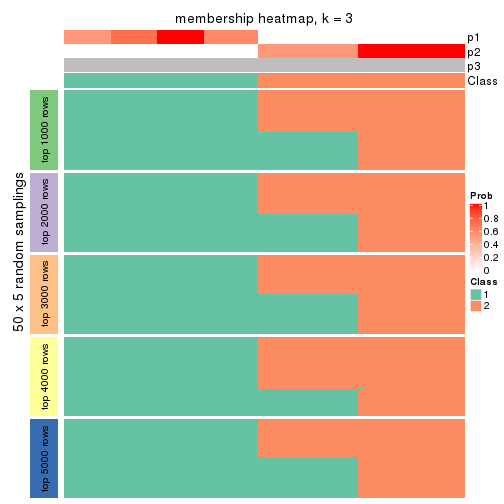 membership heatmap, k = 3
p1
p2
p3
Class
50 x 5 random samplings
top 1000 rows
top 2000 rows
top 3000 rows
top 4000 rows
top 5000 rows
Prob
1
0.8
0.6
0.4
0.2
0
Class
1
2